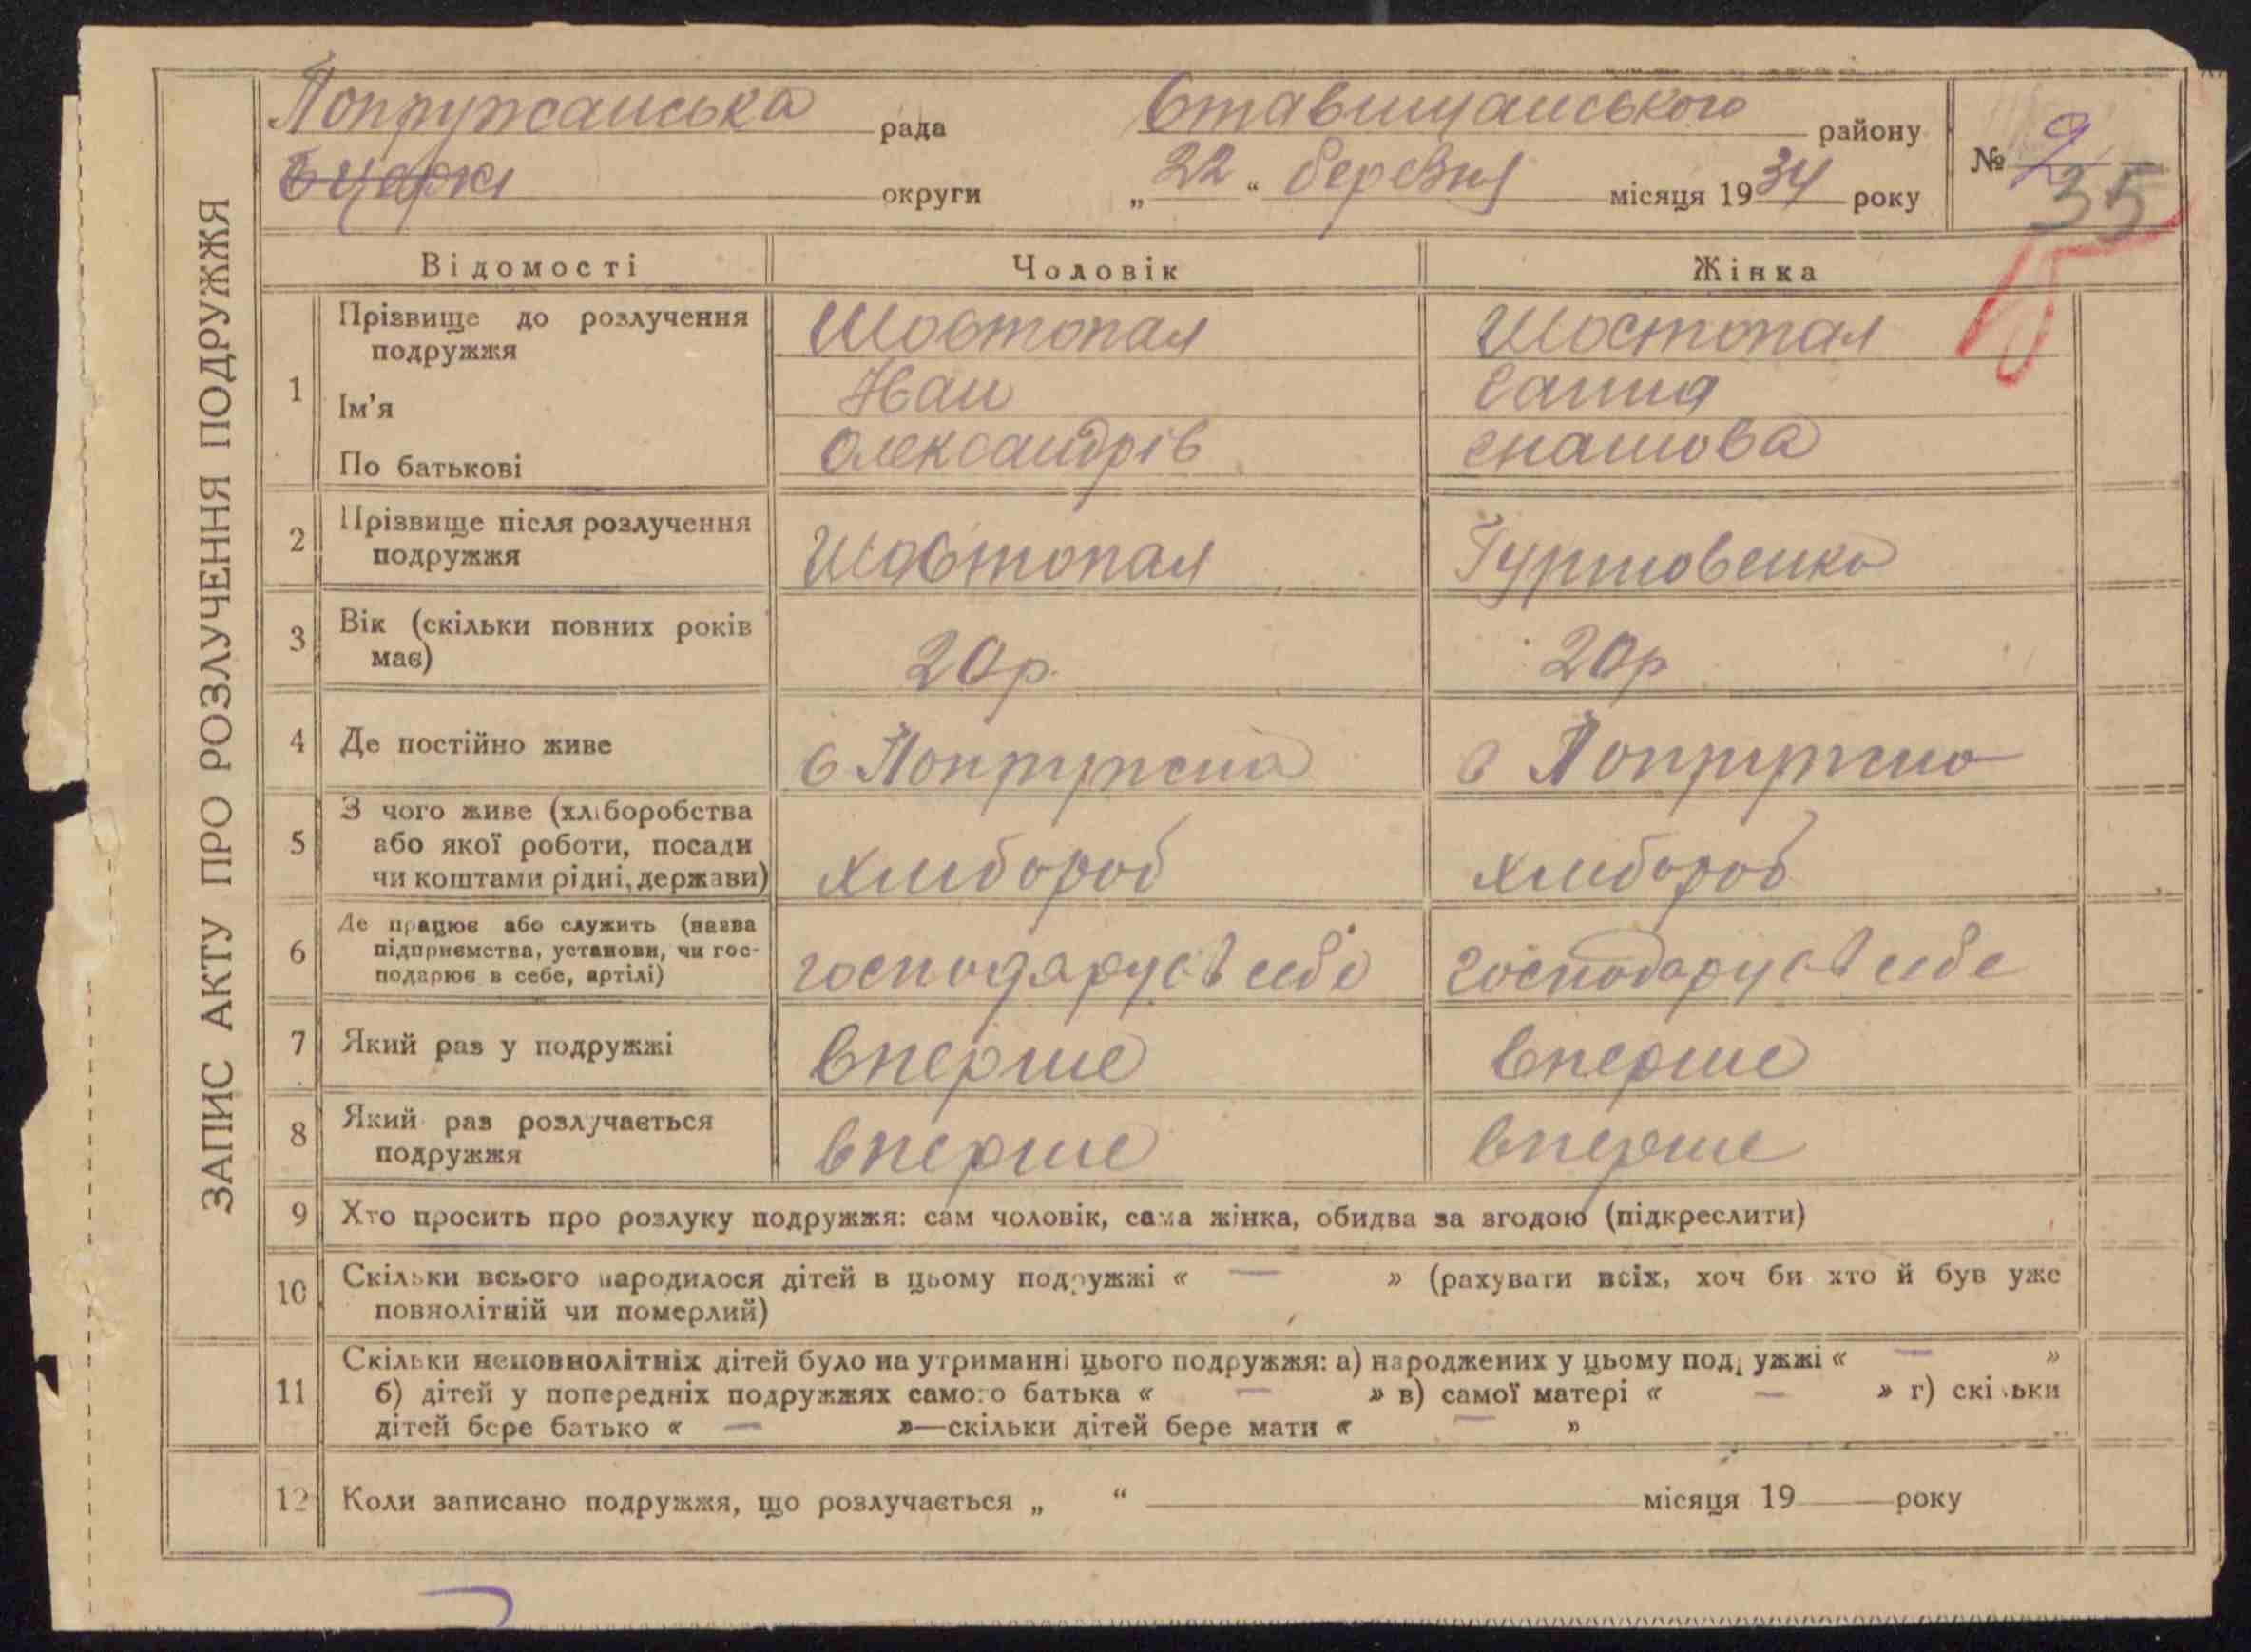 ЗАПИС АКТУ ПРО РОЗЛУЧЕННЯ ПОДРУЖЖЯ
Попружанська рада Ставищанського району
округи „22“ березня місяця 1934 року
№ 2
35
Відомості Чоловік Жінка
1 Прізвище до розлучення подружжя Шостопал Шостопал
Ім'я Іван Ганна
По батькові Олександрів
2 Прізвище після розлучення подружжя Шостопал Гуртовенко
3 Вік (скільки повних років має) 20р. 20р
4 Де постійно живе с Попружна с Попружна
5 З чого живе (хліборобства або якої роботи, посади чи коштами рідні, держави) хлибороб хлибороб
6 Де працює або служить (назва підприємства, установи, чи господарює в себе, артілі) господарує в себе господарує в себе
7 Який раз у подружжі вперше вперше
8 Який раз розлучається подружжя вперше вперше
9 Хто просить про розлуку подружжя: сам чоловік, сама жінка, обидва за згодою (підкреслити)
10 Скільки всього народилося дітей в цьому подружжі « — » (рахувати всіх, хоч би хто й був уже
повнолітній чи померлий)
11 Скільки неповнолітніх дітей було на утриманні цього подружжя: а) народжених у цьому подружжі « — »
б) дітей у попередніх подружжях самого батька « — » в) самої матері « — » г) скільки
дітей бере батько « — »—скільки дітей бере мати « — »
12 Коли записано подружжя, що розлучається „ “ місяця 19 року